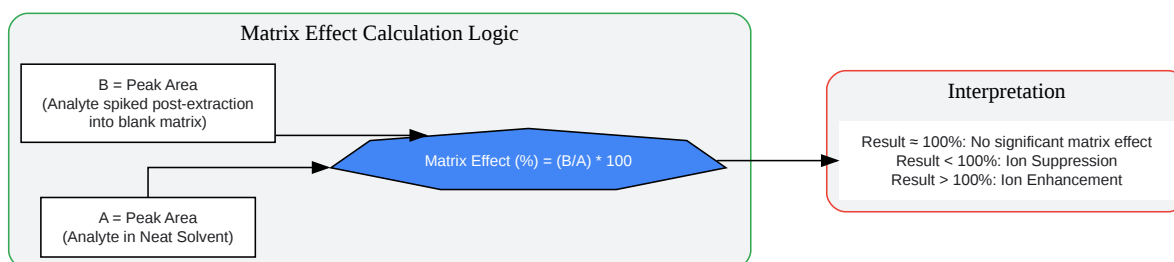 Matrix Effect Calculation Logic
B = Peak Area
(Analyte spiked post-extraction
into blank matrix)
Matrix Effect (%) = (B/A) * 100
A = Peak Area
(Analyte in Neat Solvent)
Interpretation
Result ≈ 100%: No significant matrix effect
Result < 100%: Ion Suppression
Result > 100%: Ion Enhancement